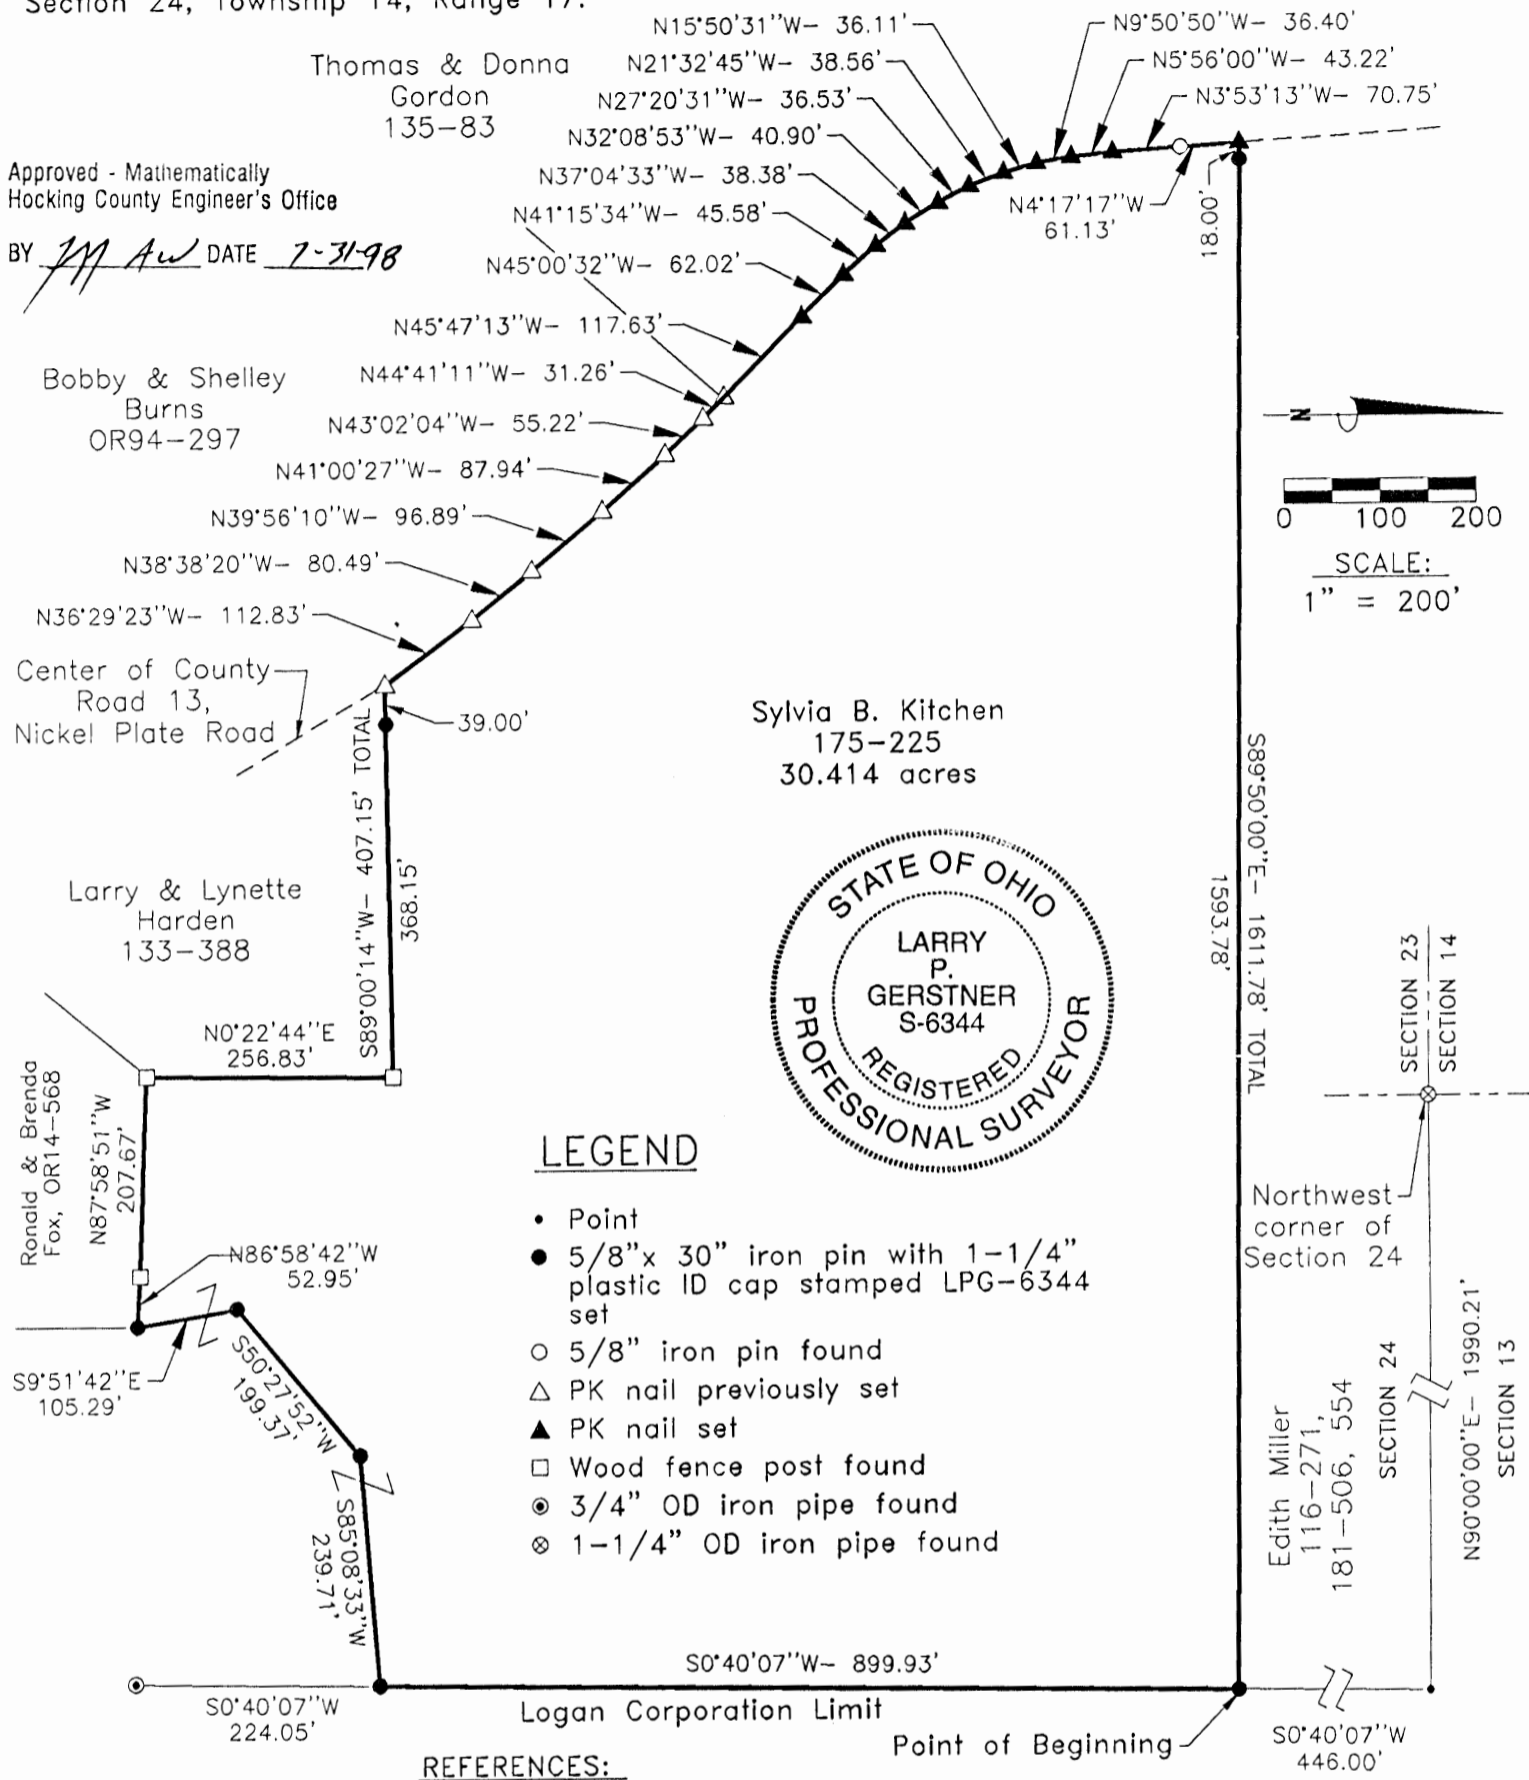 Section 24, Township 14, Range 17.
N15°50'31"W- 36.11'
N9°50'50"W- 36.40'
Thomas & Donna
Gordon
135-83
N21°32'45"W- 38.56'
N5°56'00"W- 43.22'
N27°20'31"W- 36.53'
N3°53'13"W- 70.75'
N32°08'53"W- 40.90'
Approved - Mathematically
Hocking County Engineer's Office
BY DATE 7-31-98
N37°04'33"W- 38.38'
N41°15'34"W- 45.58'
N4°17'17"W
61.13'
18.00'
N45°00'32"W- 62.02'
N45°47'13"W- 117.63'
Bobby & Shelley
Burns
OR94-297
N44°41'11"W- 31.26'
N43°02'04"W- 55.22'
N
N41°00'27"W- 87.94'
N39°56'10"W- 96.89'
0 100 200
SCALE:
1" = 200'
N38°38'20"W- 80.49'
N36°29'23"W- 112.83'
Center of County
Road 13,
Nickel Plate Road
39.00'
Sylvia B. Kitchen
175-225
30.414 acres
S89°50'00"E- 1611.78' TOTAL
1593.78'
S89°00'14"W- 407.15' TOTAL
368.15'
Larry & Lynette
Harden
133-388
STATE OF OHIO
LARRY
P.
GERSTNER
S-6344
REGISTERED
PROFESSIONAL SURVEYOR
SECTION 23
SECTION 14
N0°22'44"E
256.83'
Ronald & Brenda
Fox, OR14-568
N87°58'51"W
207.67'
LEGEND
• Point
● 5/8"x 30" iron pin with 1-1/4"
plastic ID cap stamped LPG-6344
set
○ 5/8" iron pin found
△ PK nail previously set
▲ PK nail set
□ Wood fence post found
◉ 3/4" OD iron pipe found
⊗ 1-1/4" OD iron pipe found
Northwest
corner of
Section 24
N86°58'42"W
52.95'
S9°51'42"E
105.29'
S50°27'52"W
199.37'
S85°08'33"W
239.71'
Edith Miller
116-271,
181-506, 554
SECTION 24
N90°00'00"E- 1990.21'
SECTION 13
S0°40'07"W- 899.93'
S0°40'07"W
224.05'
Logan Corporation Limit
Point of Beginning
S0°40'07"W
446.00'
REFERENCES: